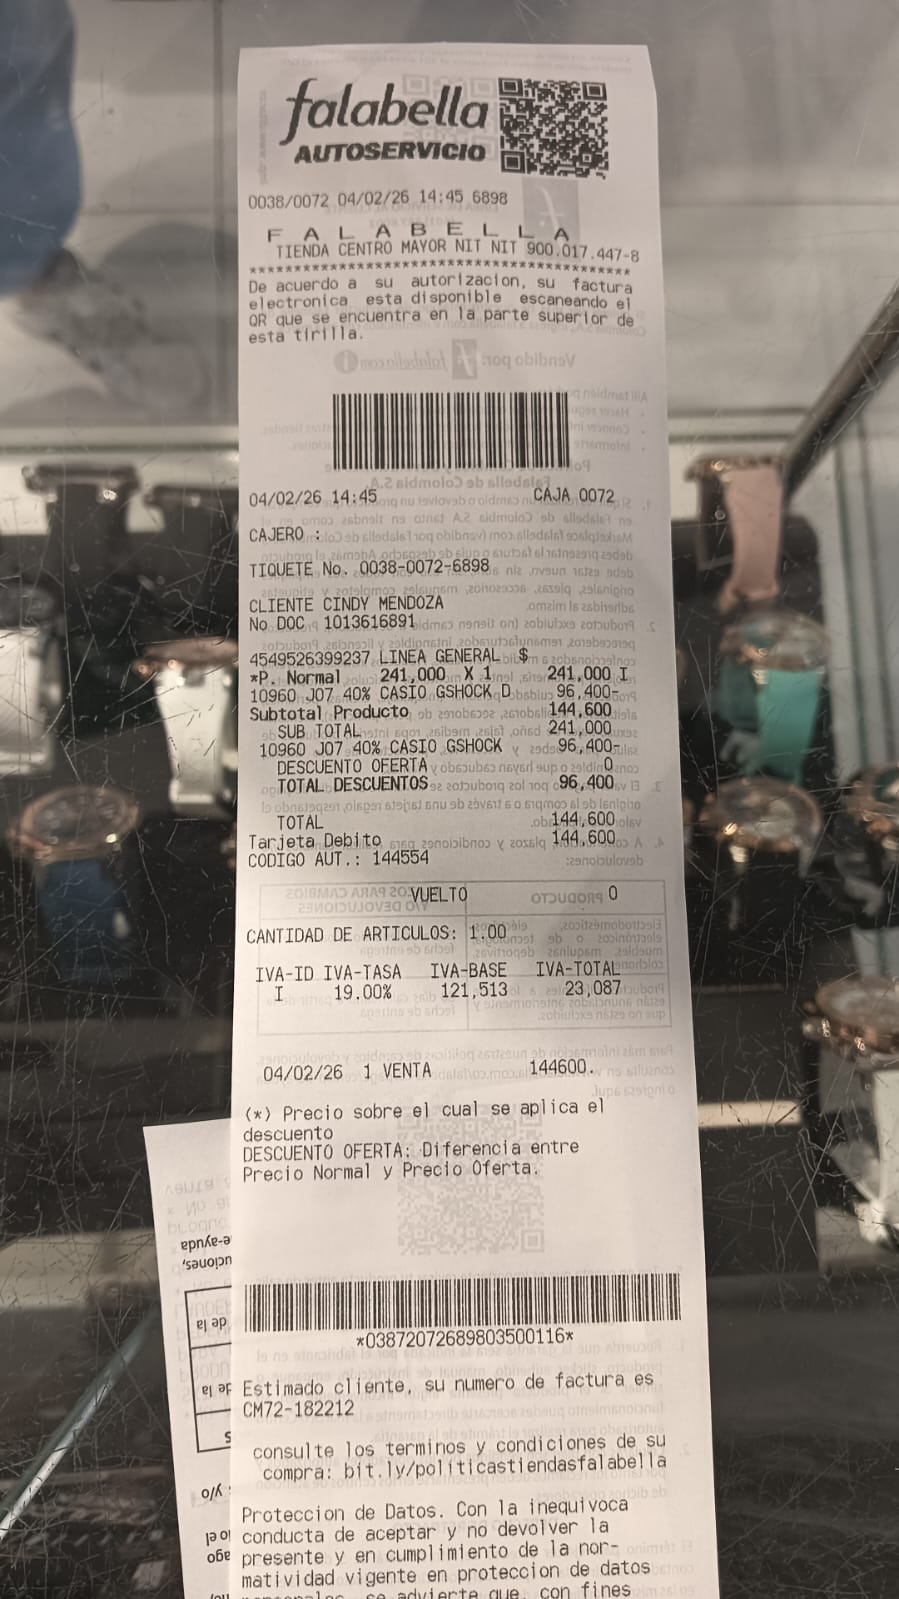 falabella
AUTOSERVICIO
0038/0072 04/02/26 14:45 6898
F A L A B E L L A
TIENDA CENTRO MAYOR NIT NIT 900.017.447-8
******************************************
De acuerdo a su autorizacion, su factura
electronica esta disponible escaneando el
QR que se encuentra en la parte superior de
esta tirilla.
04/02/26 14:45 CAJA 0072
CAJERO :
TIQUETE No. 0038-0072-6898
CLIENTE CINDY MENDOZA
No DOC 1013616891
4549526399237 LINEA GENERAL $
*P. Normal 241,000 X 1 241,000 I
10960 J07 40% CASIO GSHOCK D 96,400-
Subtotal Producto 144,600
SUB TOTAL 241,000
10960 J07 40% CASIO GSHOCK 96,400-
DESCUENTO OFERTA 0
TOTAL DESCUENTOS 96,400
TOTAL 144,600
Tarjeta Debito 144,600
CODIGO AUT.: 144554
VUELTO 0
CANTIDAD DE ARTICULOS: 1.00
IVA-ID IVA-TASA IVA-BASE IVA-TOTAL
I 19.00% 121,513 23,087
04/02/26 1 VENTA 144600.
(*) Precio sobre el cual se aplica el
descuento
DESCUENTO OFERTA: Diferencia entre
Precio Normal y Precio Oferta.
*03872072689803500116*
Estimado cliente, su numero de factura es
CM72-182212
consulte los terminos y condiciones de su
compra: bit.ly/politicastiendasfalabella
Proteccion de Datos. Con la inequivoca
conducta de aceptar y no devolver la
presente y en cumplimiento de la nor-
matividad vigente en proteccion de datos
se advierte que, con fines